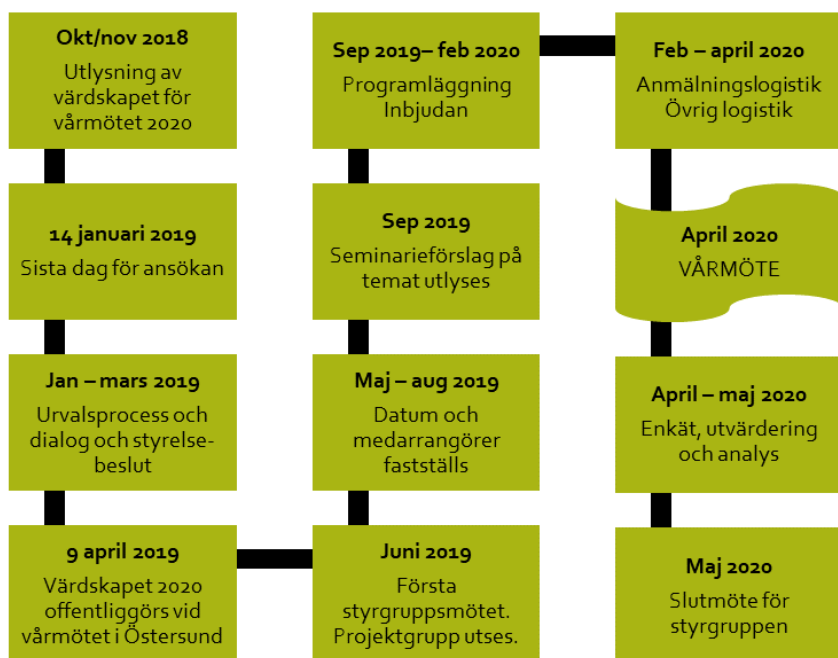 Okt/nov 2018
Utlysning av
värdskapet för
vårmötet 2020
14 januari 2019
Sista dag för ansökan
Jan – mars 2019
Urvalsprocess och
dialog och styrelse-
beslut
9 april 2019
Värdskapet 2020
offentliggörs vid
vårmötet i Östersund
Juni 2019
Första
styrgruppsmötet.
Projektgrupp utses.
Maj – aug 2019
Datum och
medarrangörer
fastställs
Sep 2019
Seminarieförslag på
temat utlyses
Sep 2019– feb 2020
Programläggning
Inbjudan
Feb – april 2020
Anmälningslogistik
Övrig logistik
April 2020
VÅRMÖTE
April – maj 2020
Enkät, utvärdering
och analys
Maj 2020
Slutmöte för
styrgruppen